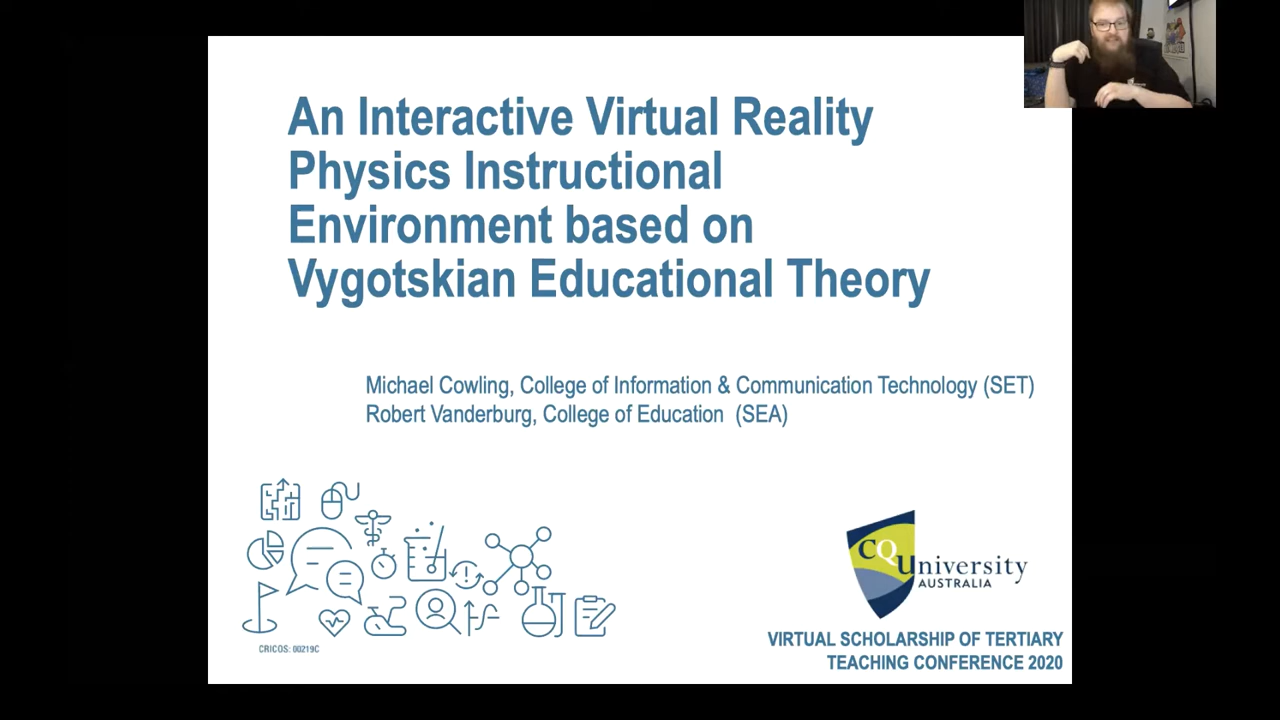 An Interactive Virtual Reality
Physics Instructional
Environment based on
Vygotskian Educational Theory
Michael Cowling, College of Information & Communication Technology (SET)
Robert Vanderburg, College of Education (SEA)
CQUniversity
AUSTRALIA
CRICOS: 00219C
VIRTUAL SCHOLARSHIP OF TERTIARY
TEACHING CONFERENCE 2020